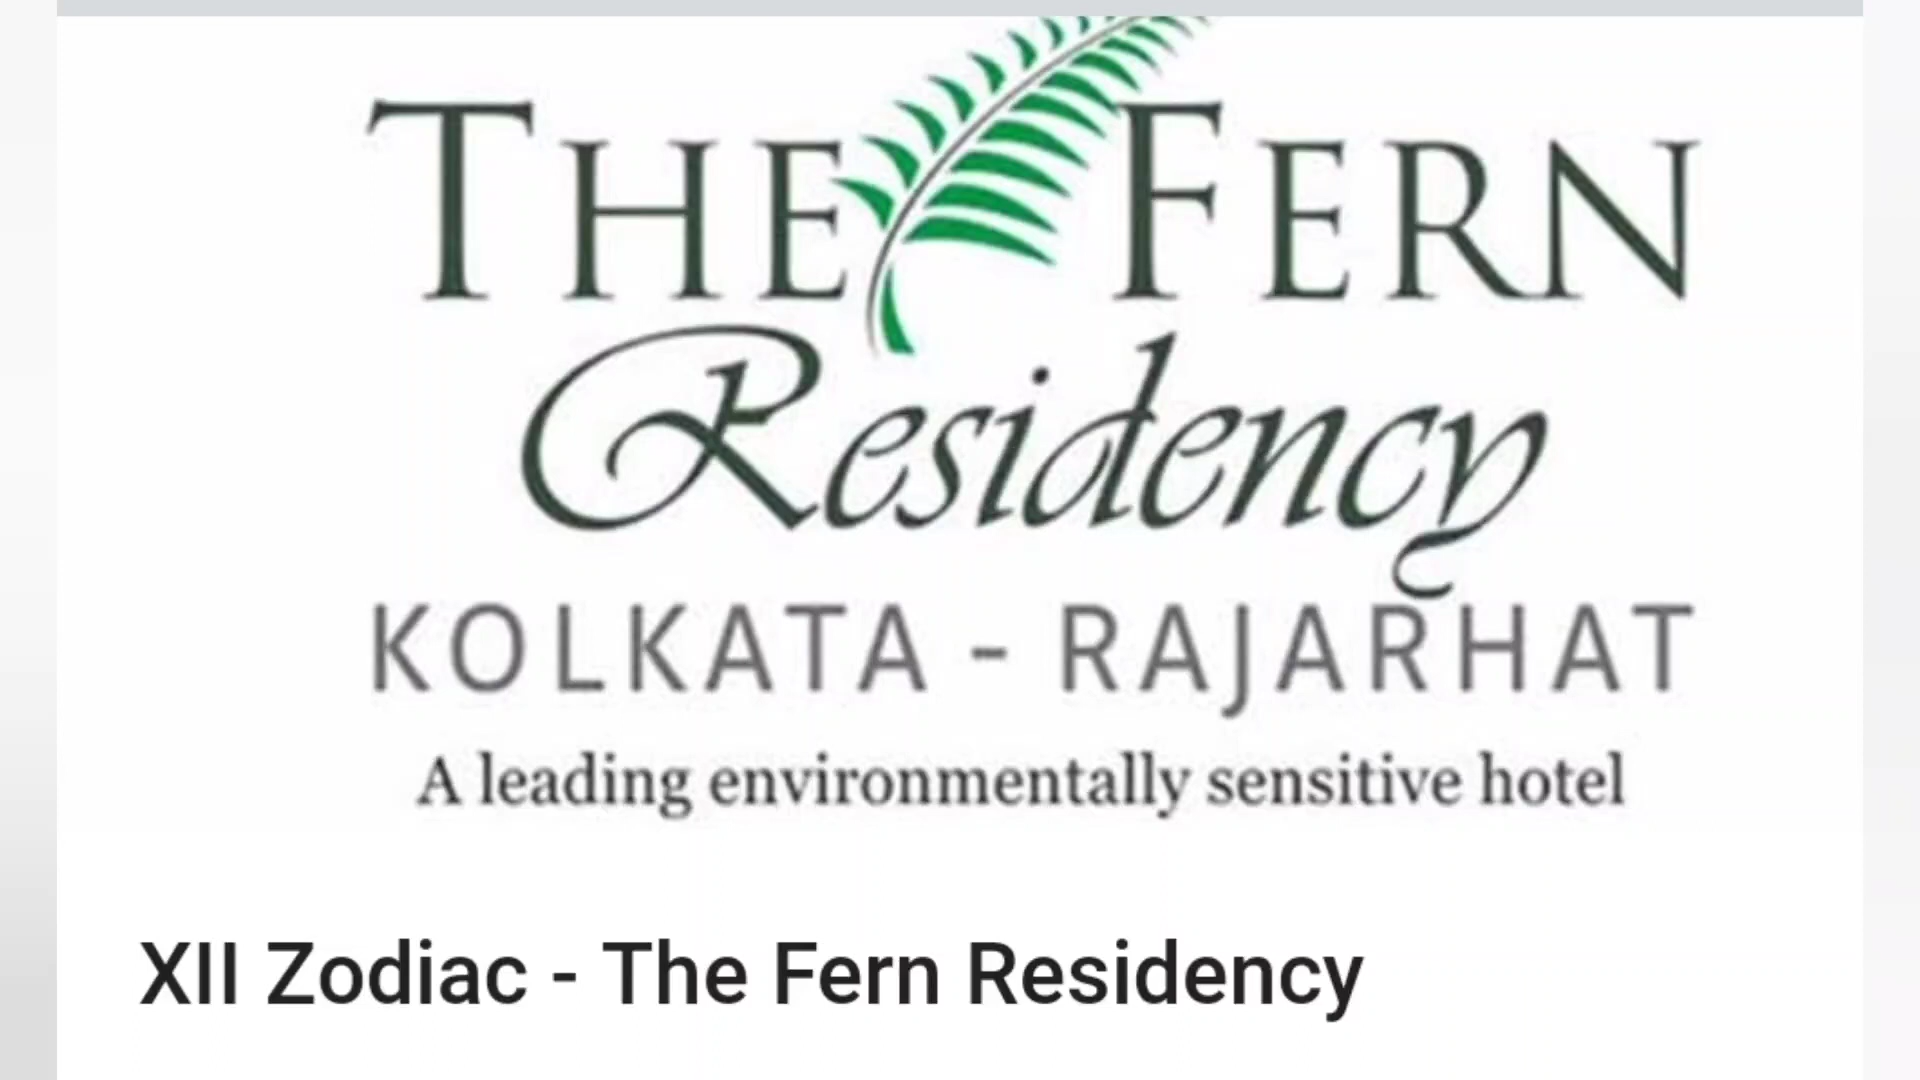 THE FERN
Residency
KOLKATA - RAJARHAT
A leading environmentally sensitive hotel
XII Zodiac - The Fern Residency